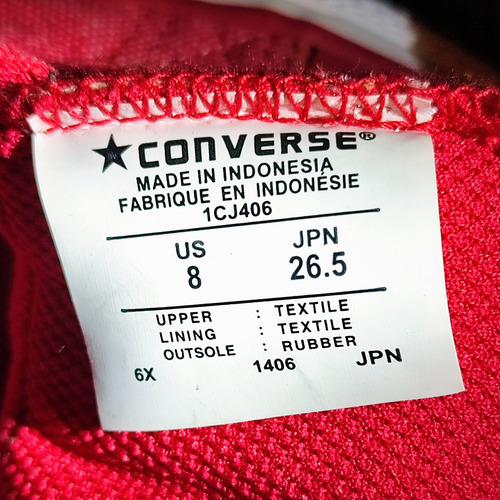 ★CONVERSE®
MADE IN INDONESIA
FABRIQUE EN INDONÉSIE
1CJ406
US JPN
8 26.5
UPPER : TEXTILE
LINING : TEXTILE
OUTSOLE : RUBBER
6X 1406 JPN